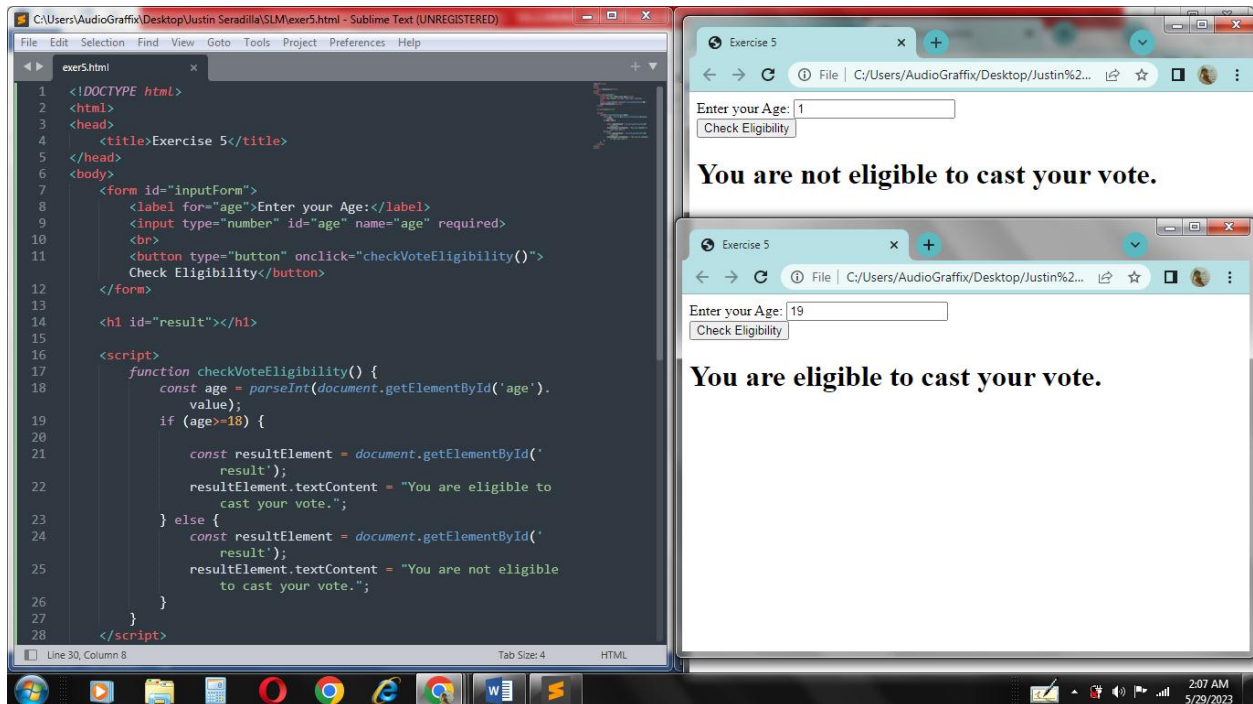 C:\Users\AudioGraffix\Desktop\Justin Seradilla\SLM\exer5.html - Sublime Text (UNREGISTERED)
File Edit Selection Find View Goto Tools Project Preferences Help
exer5.html
1 <!DOCTYPE html>
2 <html>
3 <head>
4 <title>Exercise 5</title>
5 </head>
6 <body>
7 <form id="inputForm">
8 <label for="age">Enter your Age:</label>
9 <input type="number" id="age" name="age" required>
10 <br>
11 <button type="button" onclick="checkVoteEligibility()">
Check Eligibility</button>
12 </form>
13
14 <h1 id="result"></h1>
15
16 <script>
17 function checkVoteEligibility() {
18 const age = parseInt(document.getElementById('age').
value);
19 if (age>=18) {
20
21 const resultElement = document.getElementById('
result');
22 resultElement.textContent = "You are eligible to
cast your vote.";
23 } else {
24 const resultElement = document.getElementById('
result');
25 resultElement.textContent = "You are not eligible
to cast your vote.";
26 }
27 }
28 </script>
Line 30, Column 8
Tab Size: 4
HTML
Exercise 5
File C:/Users/AudioGraffix/Desktop/Justin%2...
Enter your Age: 1
Check Eligibility
You are not eligible to cast your vote.
Exercise 5
File C:/Users/AudioGraffix/Desktop/Justin%2...
Enter your Age: 19
Check Eligibility
You are eligible to cast your vote.
2:07 AM
5/29/2023